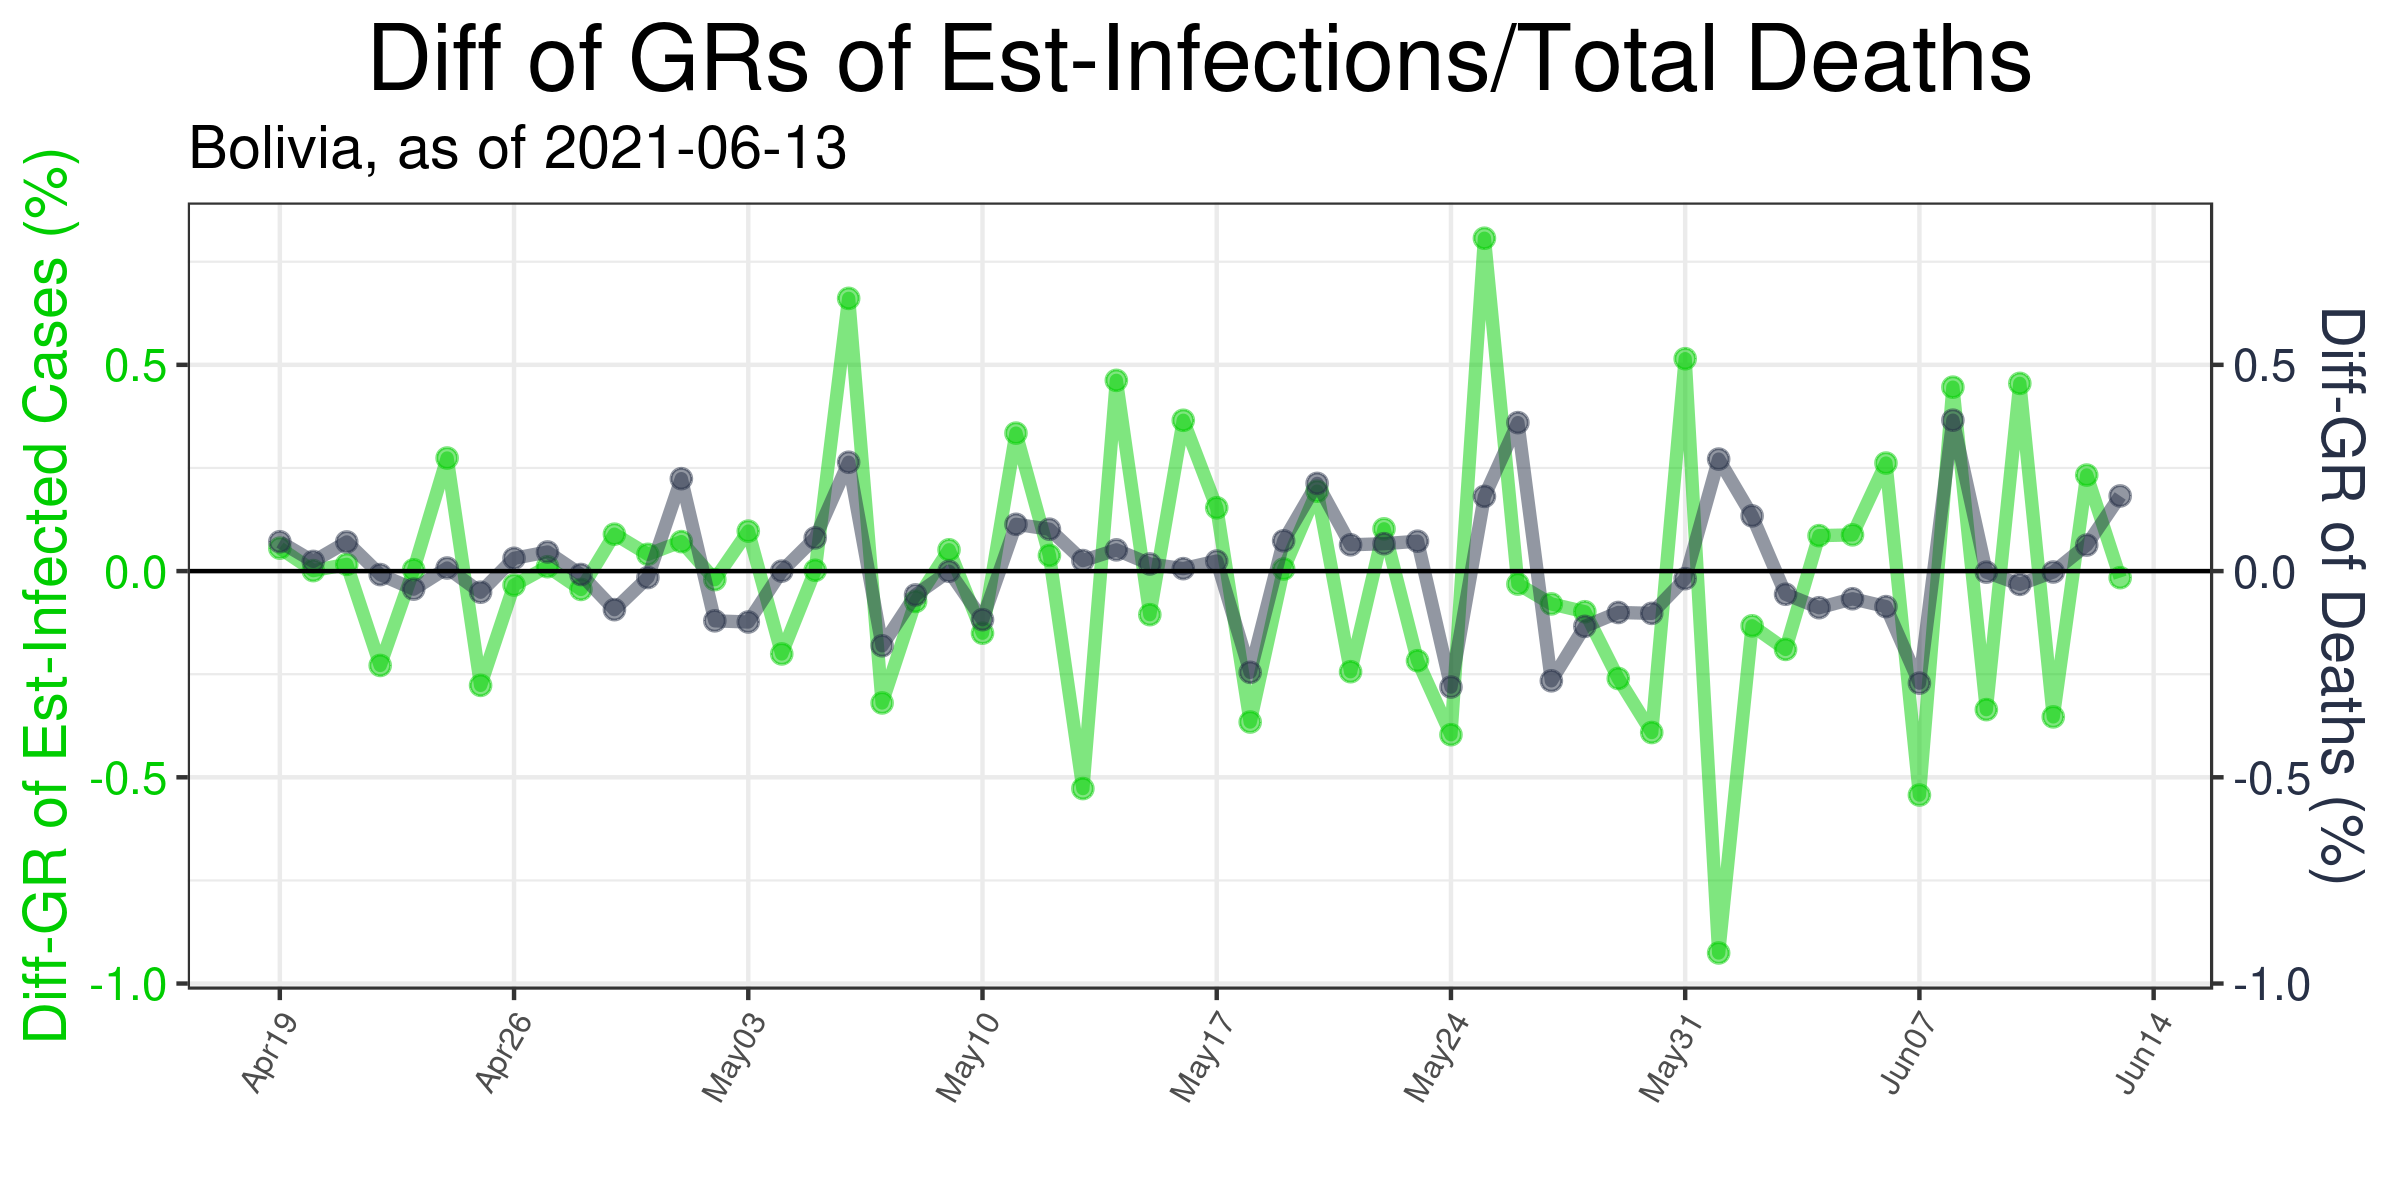 Diff of GRs of Est-Infections/Total Deaths
Bolivia, as of 2021-06-13
Diff-GR of Est-Infected Cases (%)
0.5
0.0
-0.5
-1.0
0.5
0.0
-0.5
-1.0
Diff-GR of Deaths (%)
Apr19
Apr26
May03
May10
May17
May24
May31
Jun07
Jun14